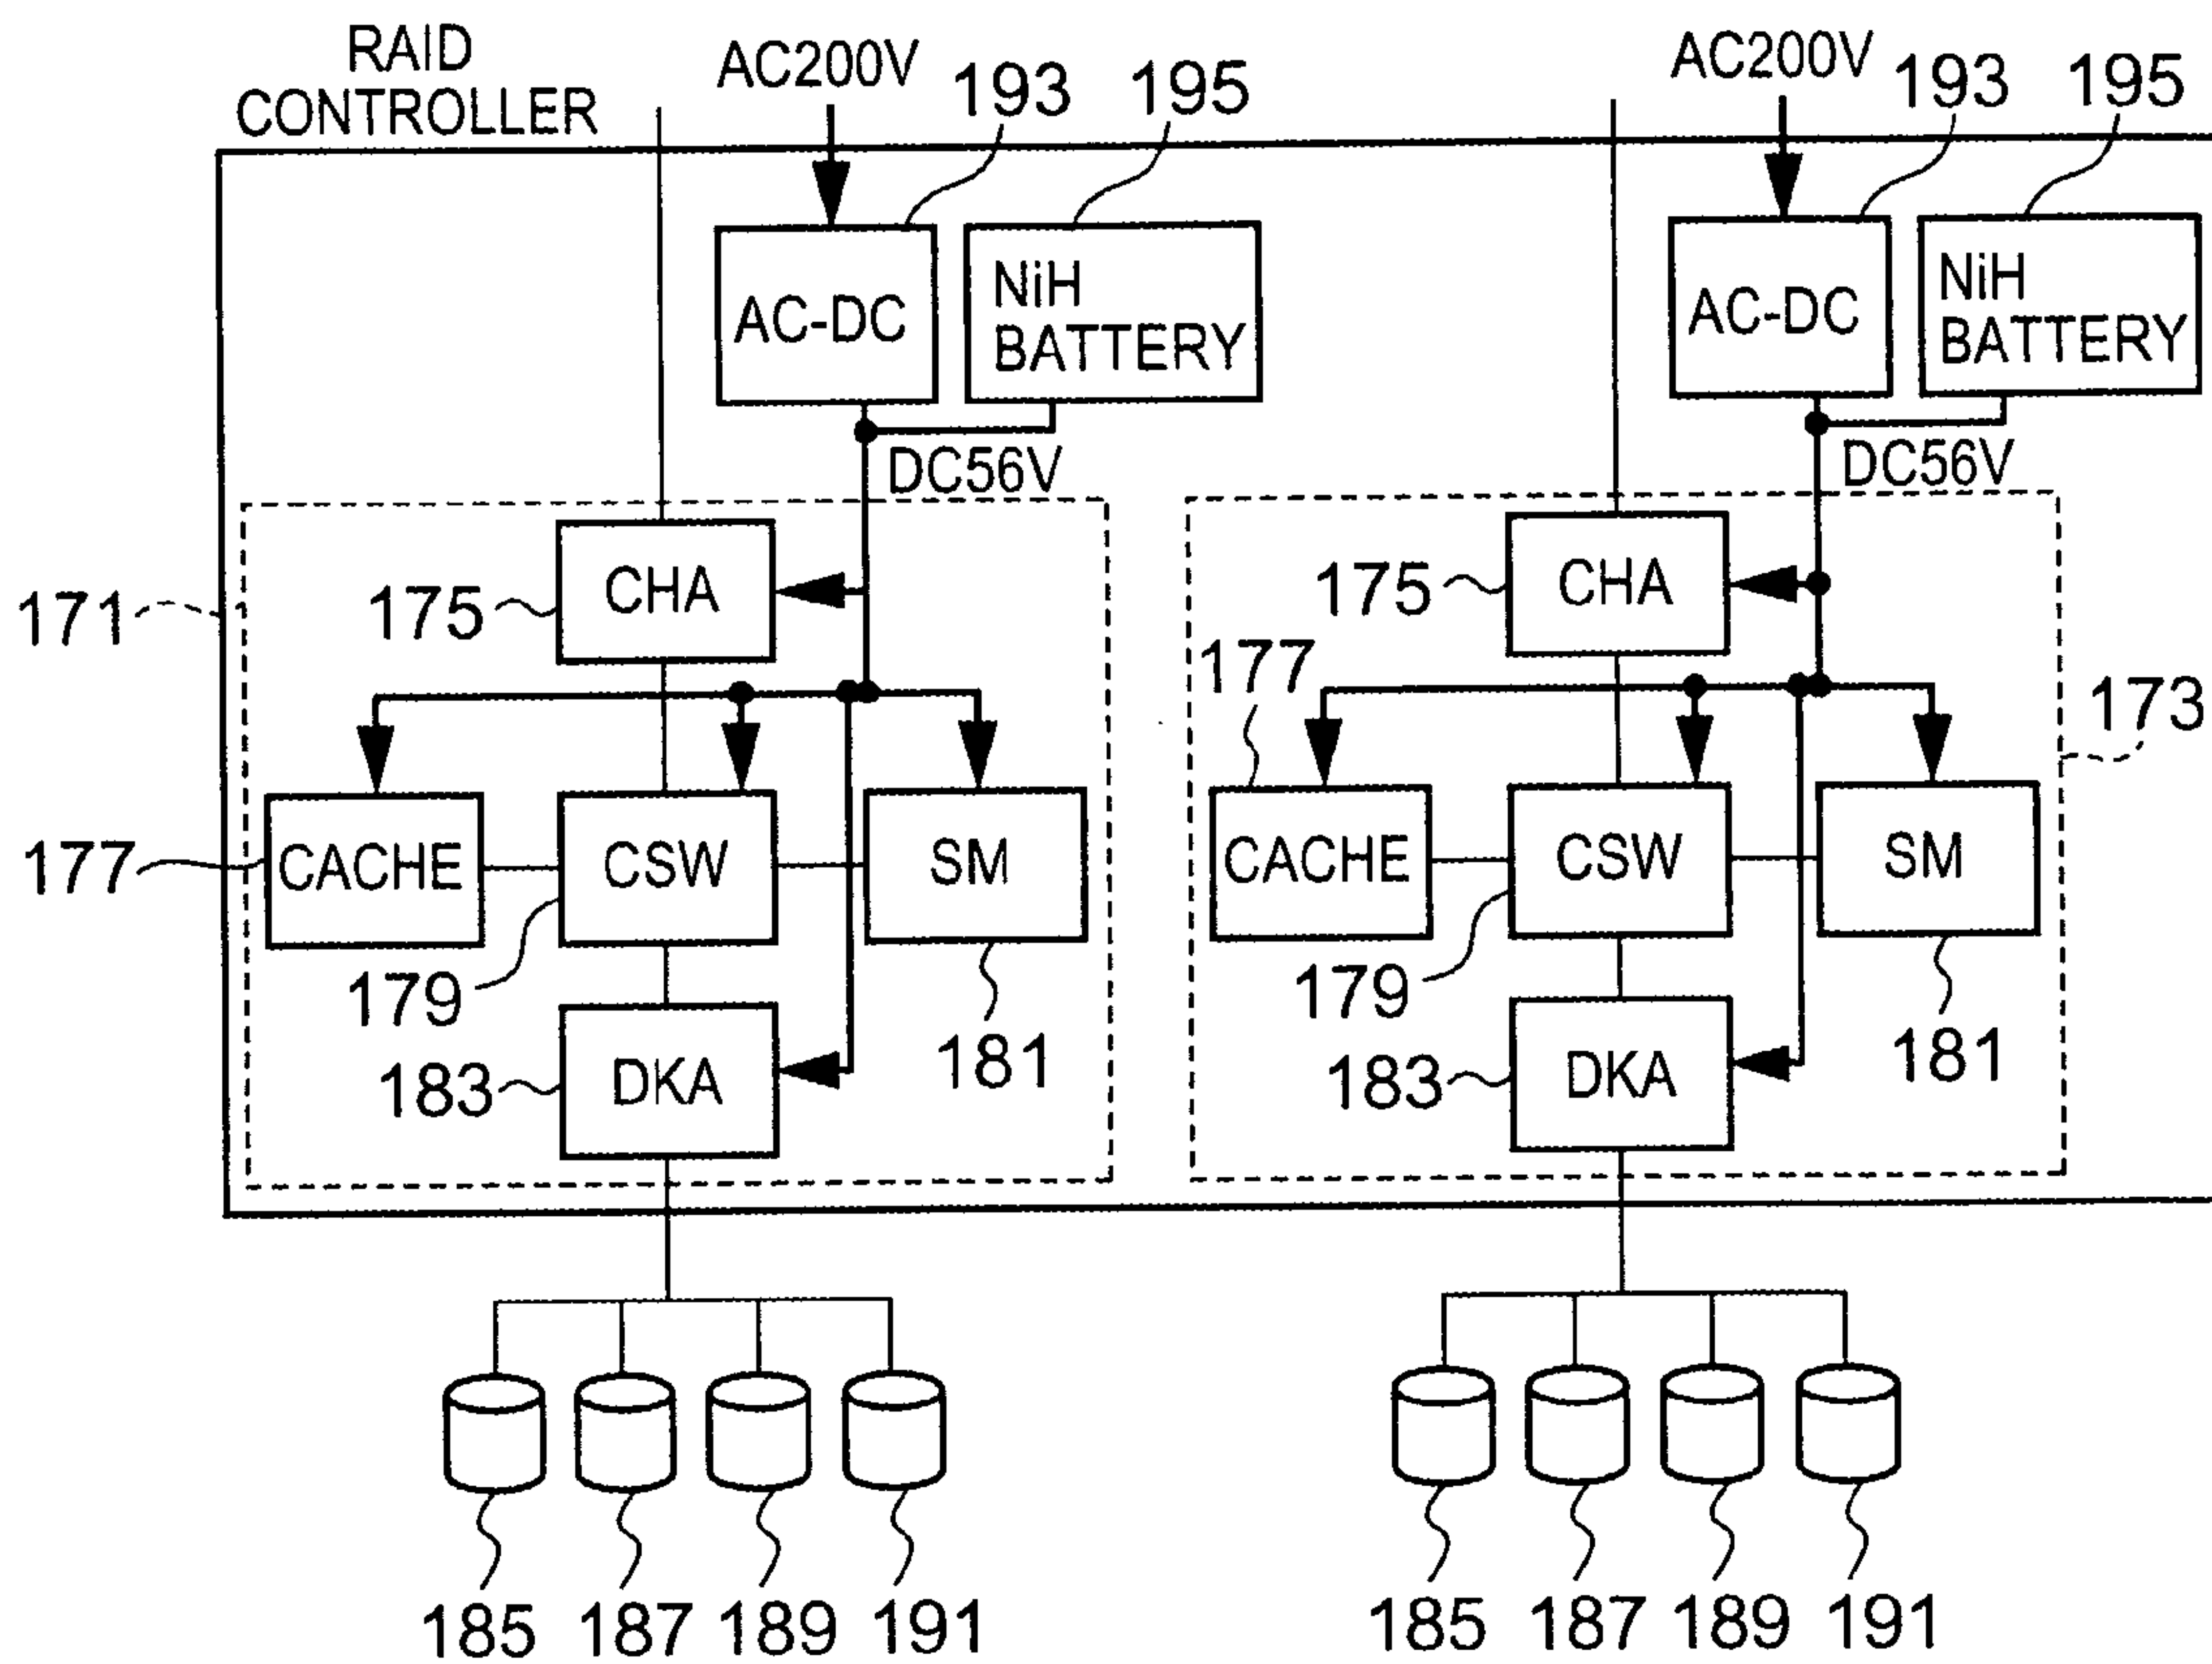 RAID
CONTROLLER
AC200V
193
195
AC200V
193
195
AC-DC
NiH
BATTERY
AC-DC
NiH
BATTERY
DC56V
DC56V
171
175
CHA
175
CHA
177
173
177
CACHE
CSW
SM
CACHE
CSW
SM
179
181
179
181
183
DKA
183
DKA
185
187
189
191
185
187
189
191